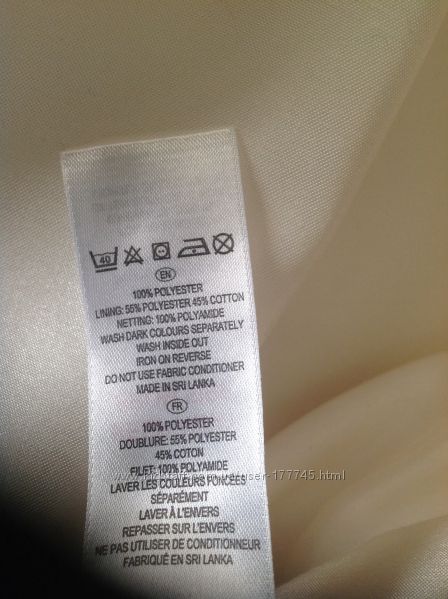 40
EN
100% POLYESTER
LINING: 55% POLYESTER 45% COTTON
NETTING: 100% POLYAMIDE
WASH DARK COLOURS SEPARATELY
WASH INSIDE OUT
IRON ON REVERSE
DO NOT USE FABRIC CONDITIONER
MADE IN SRI LANKA
FR
100% POLYESTER
DOUBLURE: 55% POLYESTER
45% COTON
FILET: 100% POLYAMIDE
user-177745.html
LAVER LES COULEURS FONCÉES
SÉPARÉMENT
LAVER À L'ENVERS
REPASSER SUR L'ENVERS
NE PAS UTILISER DE CONDITIONNEUR
FABRIQUÉ EN SRI LANKA